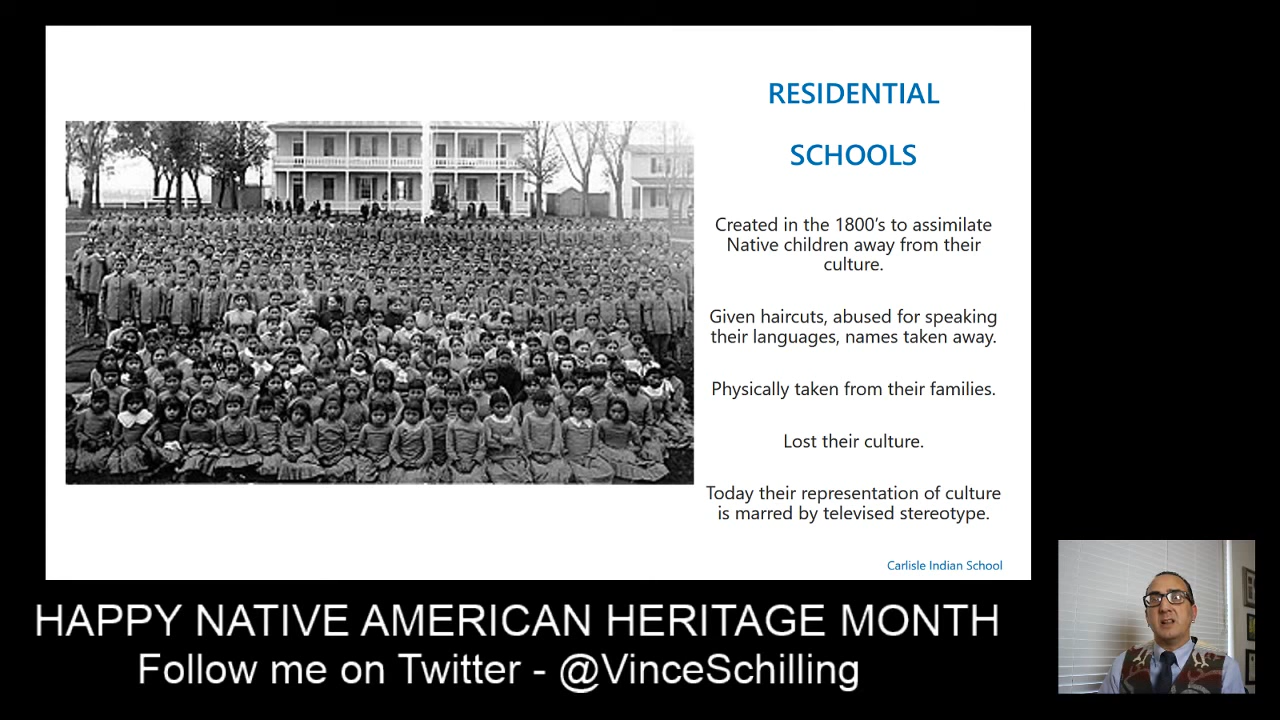 RESIDENTIAL
SCHOOLS
Created in the 1800's to assimilate
Native children away from their
culture.
Given haircuts, abused for speaking
their languages, names taken away.
Physically taken from their families.
Lost their culture.
Today their representation of culture
is marred by televised stereotype.
Carlisle Indian School
HAPPY NATIVE AMERICAN HERITAGE MONTH
Follow me on Twitter - @VinceSchilling